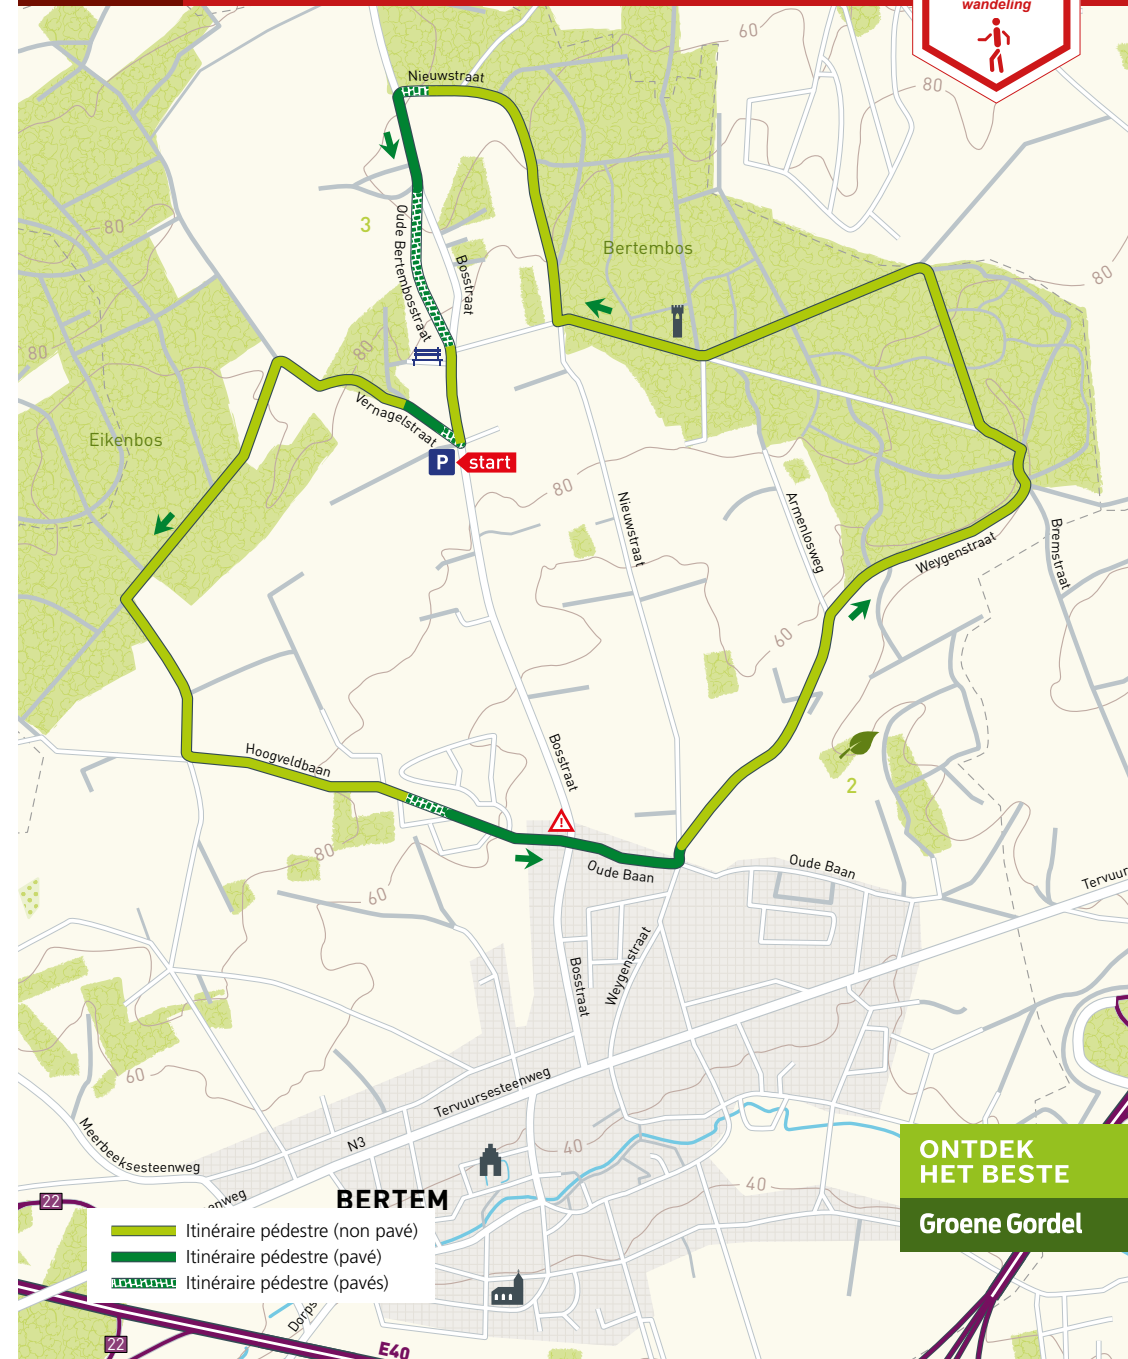 wandeling
60
80
Nieuwstraat
3
80
Oude Bertembosstraat
Bosstraat
Bertembos
80
80
80
Vernagelstraat
Eikenbos
P
start
80
Nieuwstraat
Armenlosweg
Weygenstraat
Bremstraat
60
Hoogveldbaan
Bosstraat
2
!
Oude Baan
Oude Baan
80
60
Tervuur
Weygenstraat
Bosstraat
60
Tervuursesteenweg
Meerbeeksesteenweg
N3
40
40
enweg
22
BERTEM
Itinéraire pédestre (non pavé)
Itinéraire pédestre (pavé)
Itinéraire pédestre (pavés)
Dorps
22
E40
ONTDEK
HET BESTE
Groene Gordel